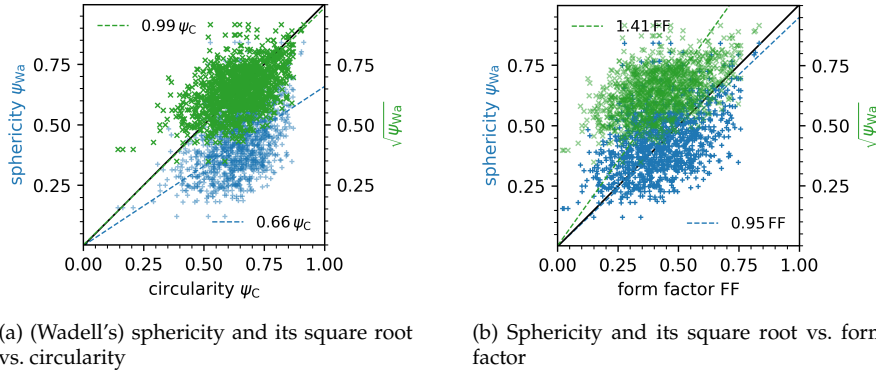 0.99 ψC
0.66 ψC
sphericity ψWa
0.25
0.50
0.75
0.00 0.25 0.50 0.75 1.00
circularity ψC
0.75
0.50
0.25
√ψWa
1.41 FF
0.95 FF
sphericity ψWa
0.75
0.50
0.25
0.00 0.25 0.50 0.75 1.00
form factor FF
0.75
0.50
0.25
√ψWa
(a) (Wadell's) sphericity and its square root
vs. circularity
(b) Sphericity and its square root vs. form
factor